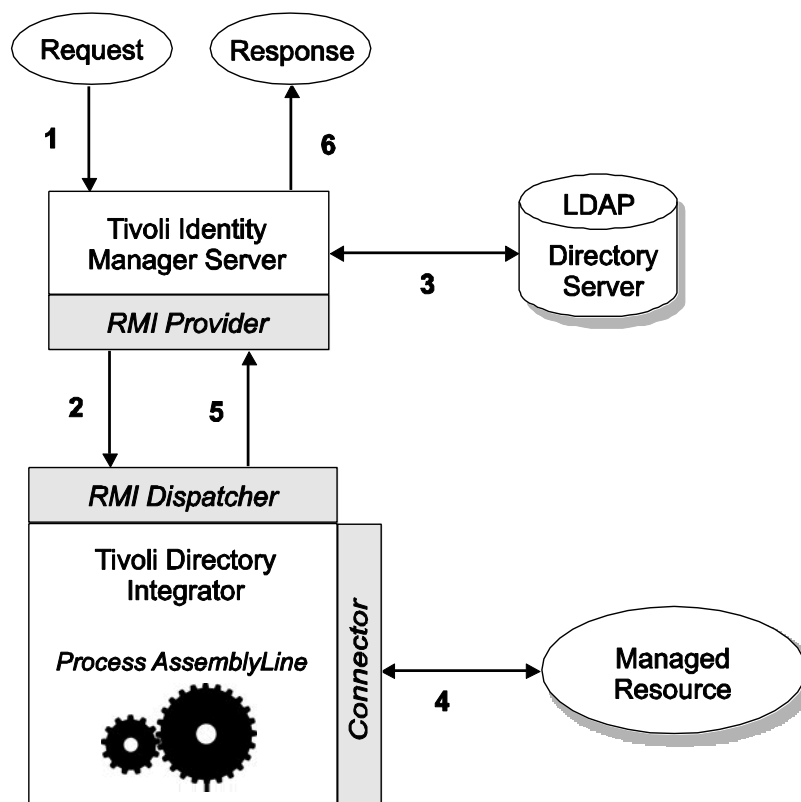 Request
Response
1
6
Tivoli Identity
Manager Server
LDAP
Directory
Server
3
RMI Provider
2
5
RMI Dispatcher
Tivoli Directory
Integrator
Process AssemblyLine
Connector
4
Managed
Resource